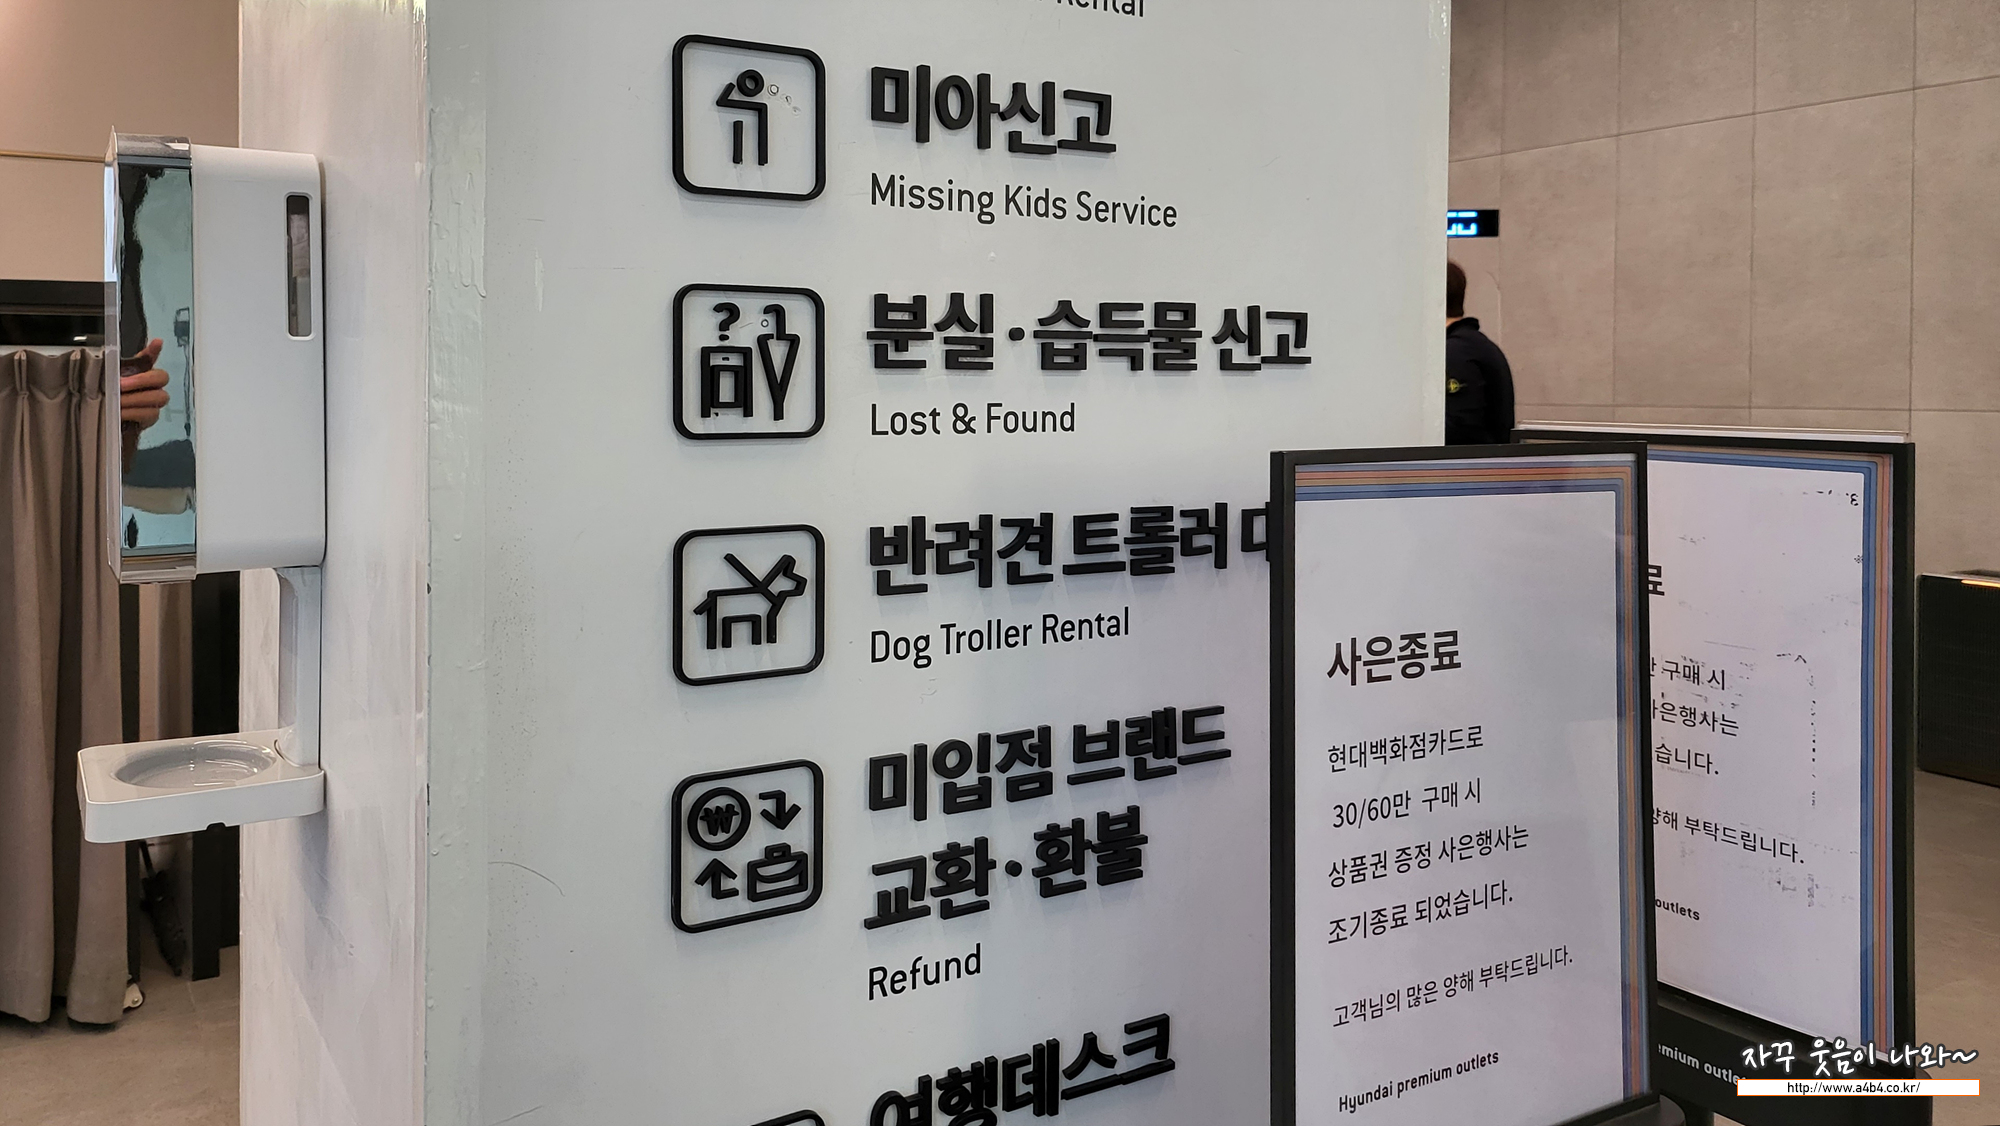 Rental
미아신고
Missing Kids Service
분실·습득물 신고
Lost & Found
반려견 트롤러
Dog Troller Rental
미입점 브랜드
교환·환불
Refund
여행데스크
사은종료
현대백화점카드로
30/60만 구매 시
상품권 증정 사은행사는
조기종료 되었습니다.
고객님의 많은 양해 부탁드립니다.
Hyundai premium outlets
료
구매 시
은행사는
습니다.
양해 부탁드립니다.
outlets
emium outle
자꾸 웃음이 나와~
http://www.a4b4.co.kr/